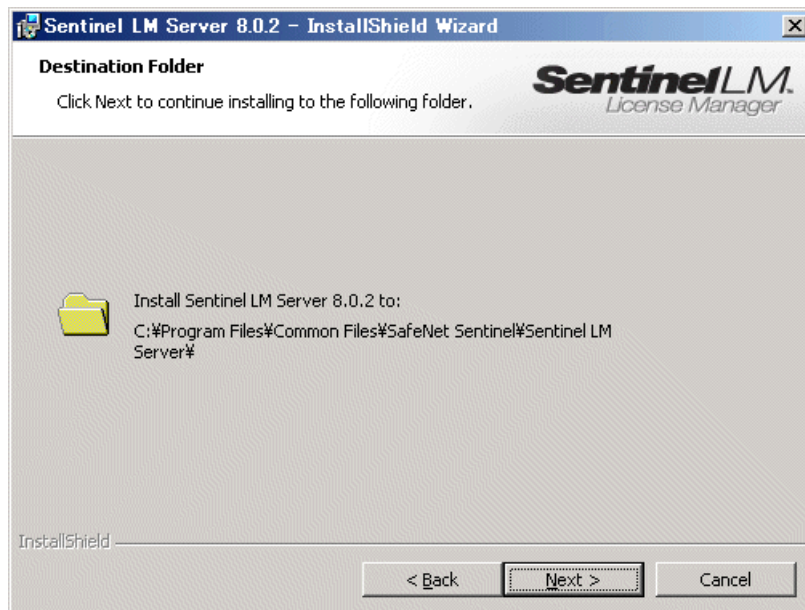 Sentinel LM Server 8.0.2 - InstallShield Wizard
Destination Folder
Click Next to continue installing to the following folder.
SentinelLM.
License Manager
Install Sentinel LM Server 8.0.2 to:
C:¥Program Files¥Common Files¥SafeNet Sentinel¥Sentinel LM
Server¥
InstallShield
< Back
Next >
Cancel